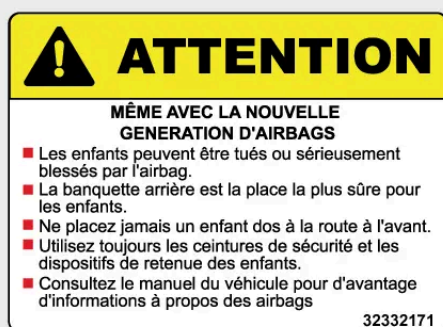 ATTENTION
MÊME AVEC LA NOUVELLE
GENERATION D'AIRBAGS
Les enfants peuvent être tués ou sérieusement
blessés par l'airbag.
La banquette arrière est la place la plus sûre pour
les enfants.
Ne placez jamais un enfant dos à la route à l'avant.
Utilisez toujours les ceintures de sécurité et les
dispositifs de retenue des enfants.
Consultez le manuel du véhicule pour d'avantage
d'informations à propos des airbags
32332171